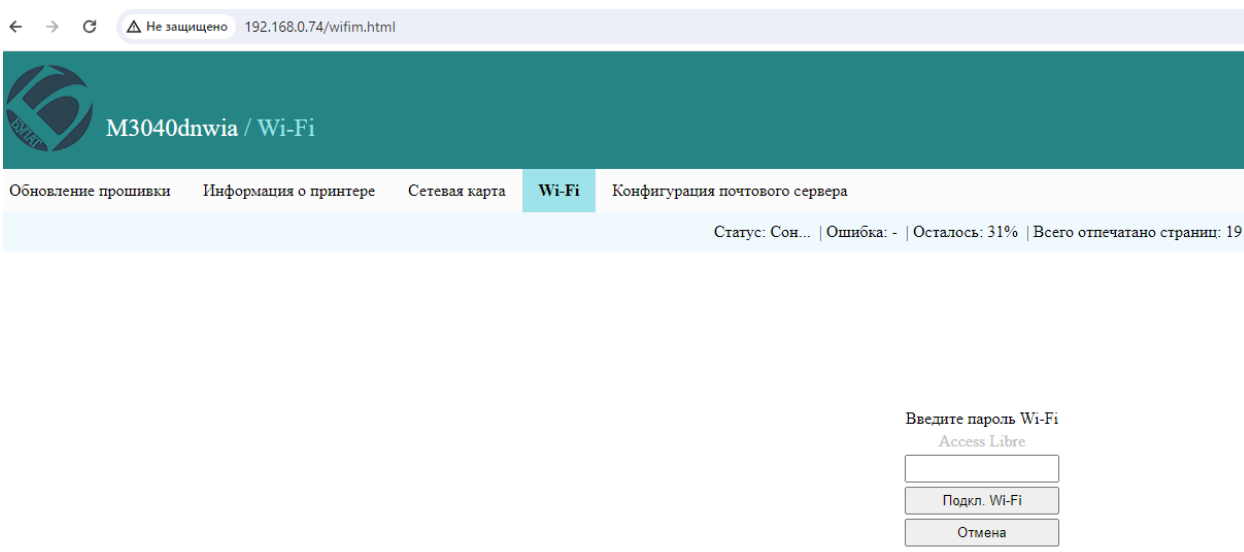 Не защищено 192.168.0.74/wifim.html
БУЛАТ
M3040dnwia / Wi-Fi
Обновление прошивки Информация о принтере Сетевая карта Wi-Fi Конфигурация почтового сервера
Статус: Сон... | Ошибка: - | Осталось: 31% | Всего отпечатано страниц: 19
Введите пароль Wi-Fi
Access Libre
Подкл. Wi-Fi
Отмена